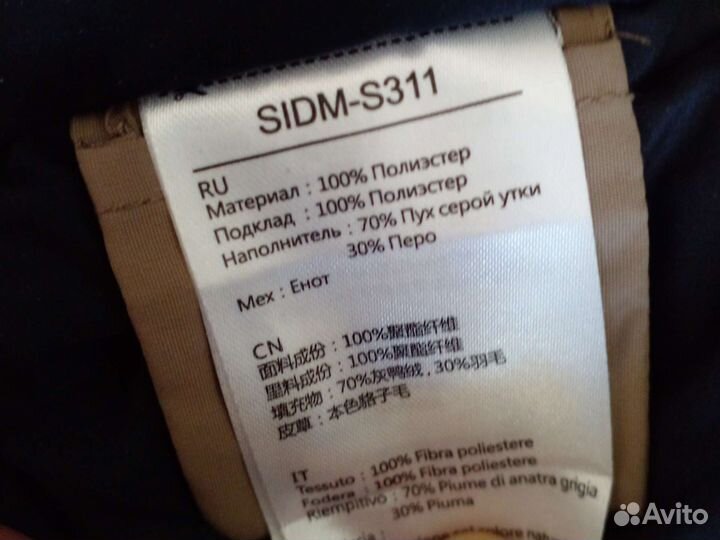 SIDM-S311
RU
Материал : 100% Полиэстер
Подклад : 100% Полиэстер
Наполнитель : 70% Пух серой утки
30% Перо
Мех : Енот
CN
面料成份 : 100%聚酯纤维
里料成份 : 100%聚酯纤维
填充物 : 70%灰鸭绒 , 30%羽毛
皮草 : 本色貉子毛
IT
Tessuto : 100% Fibra poliestere
Fodera : 100% Fibra poliestere
Riempitivo : 70% Piume di anatra grigia
30% Piuma
Avito